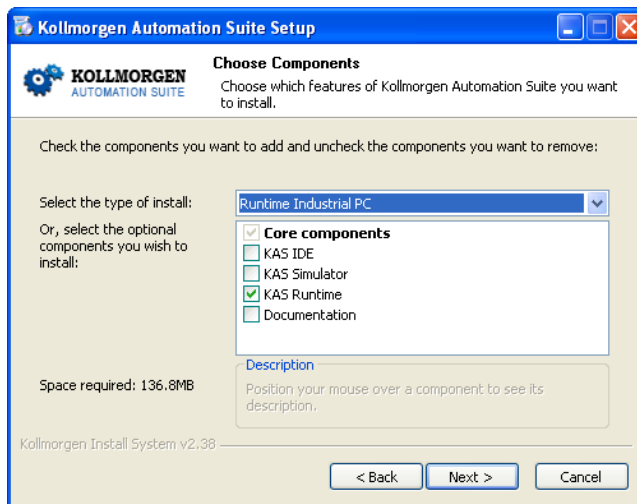 Kollmorgen Automation Suite Setup
KOLLMORGEN
AUTOMATION SUITE
Choose Components
Choose which features of Kollmorgen Automation Suite you want
to install.
Check the components you want to add and uncheck the components you want to remove:
Select the type of install:
Runtime Industrial PC
Or, select the optional
components you wish to
install:
Core components
KAS IDE
KAS Simulator
KAS Runtime
Documentation
Space required: 136.8MB
Description
Position your mouse over a component to see its
description.
Kollmorgen Install System v2.38
< Back
Next >
Cancel